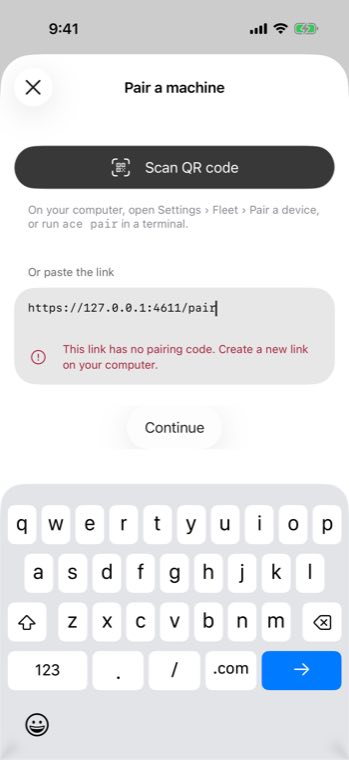 9:41
Pair a machine
Scan QR code
On your computer, open Settings › Fleet › Pair a device,
or run ace pair in a terminal.
Or paste the link
https://127.0.0.1:4611/pair
This link has no pairing code. Create a new link
on your computer.
Continue
q w e r t y u i o p
a s d f g h j k l
z x c v b n m
123 . / .com